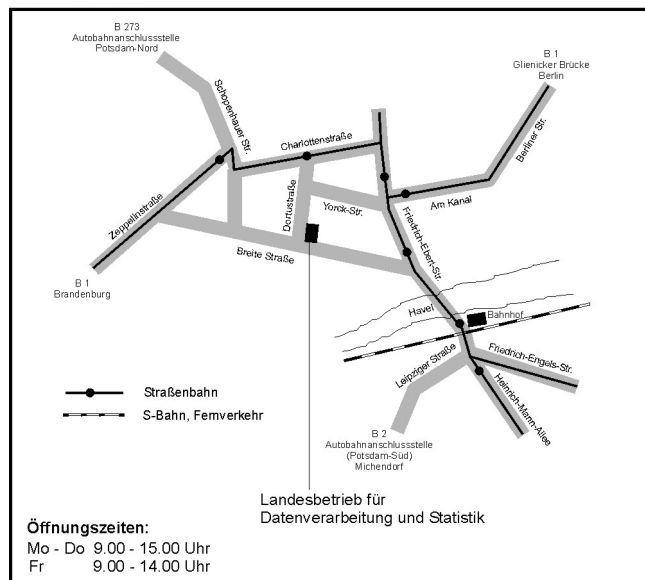 B 273
Autobahnanschlussstelle
Potsdam-Nord
B 1
Glienicker Brücke
Berlin
Schopenhauer Str.
Charlottenstraße
Berliner Str.
Zeppelinstraße
Dortustraße
Yorck-Str.
Am Kanal
Friedrich-Ebert-Str.
Breite Straße
B 1
Brandenburg
Havel
Bahnhof
Leipziger Straße
Friedrich-Engels-Str.
Heinrich-Mann-Allee
Straßenbahn
S-Bahn, Fernverkehr
B 2
Autobahnanschlussstelle
(Potsdam-Süd)
Michendorf
Landesbetrieb für
Datenverarbeitung und Statistik
Öffnungszeiten:
Mo - Do 9.00 - 15.00 Uhr
Fr 9.00 - 14.00 Uhr